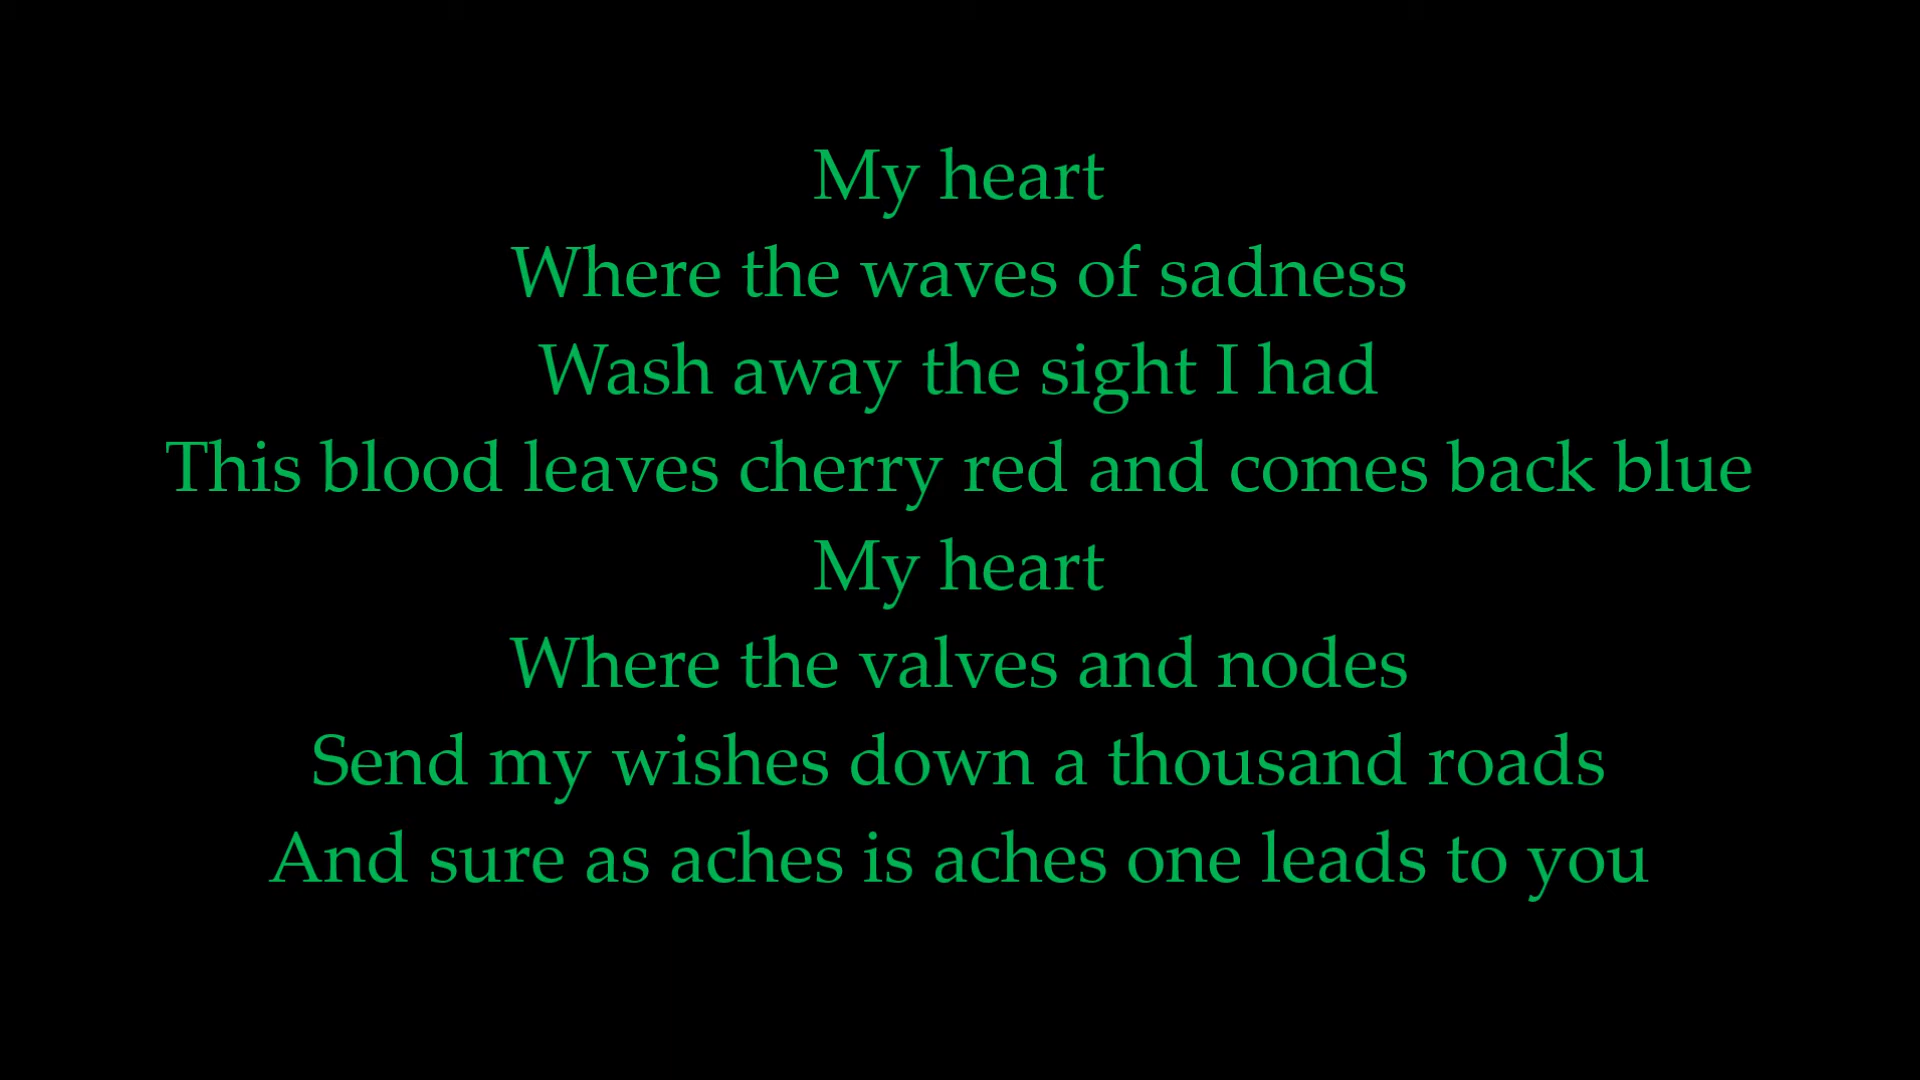 My heart
Where the waves of sadness
Wash away the sight I had
This blood leaves cherry red and comes back blue
My heart
Where the valves and nodes
Send my wishes down a thousand roads
And sure as aches is aches one leads to you